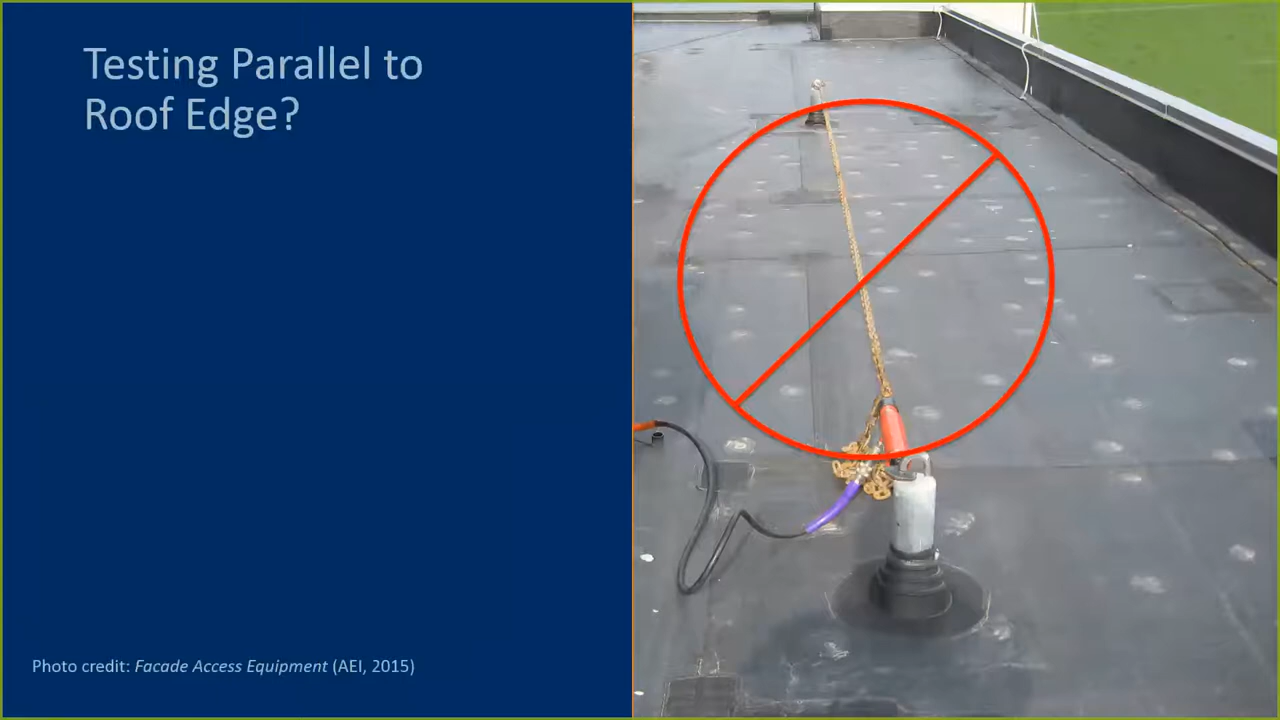 Testing Parallel to
Roof Edge?
Photo credit: Facade Access Equipment (AEI, 2015)